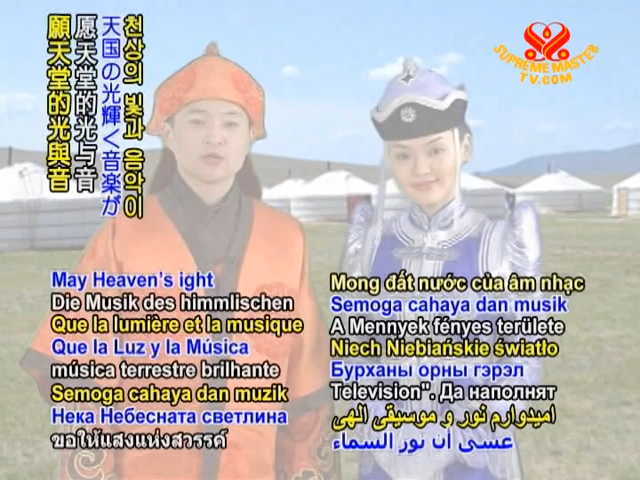 願天堂的光與音
愿天堂的光与音
天国の光輝く音楽が
천상의 빛과 음악이
SUPREME MASTER
TV.COM
May Heaven's ight
Die Musik des himmlischen
Que la lumière et la musique
Que la Luz y la Música
música terrestre brilhante
Semoga cahaya dan muzik
Нека Небесната светлина
ขอให้แสงแห่งสวรรค์
Mong đất nước của âm nhạc
Semoga cahaya dan musik
A Mennyek fényes területe
Niech Niebiańskie światło
Бурханы орны гэрэл
Television". Да наполнят
امیدوارم نور و موسیقی الهی
عسى أن نور السماء